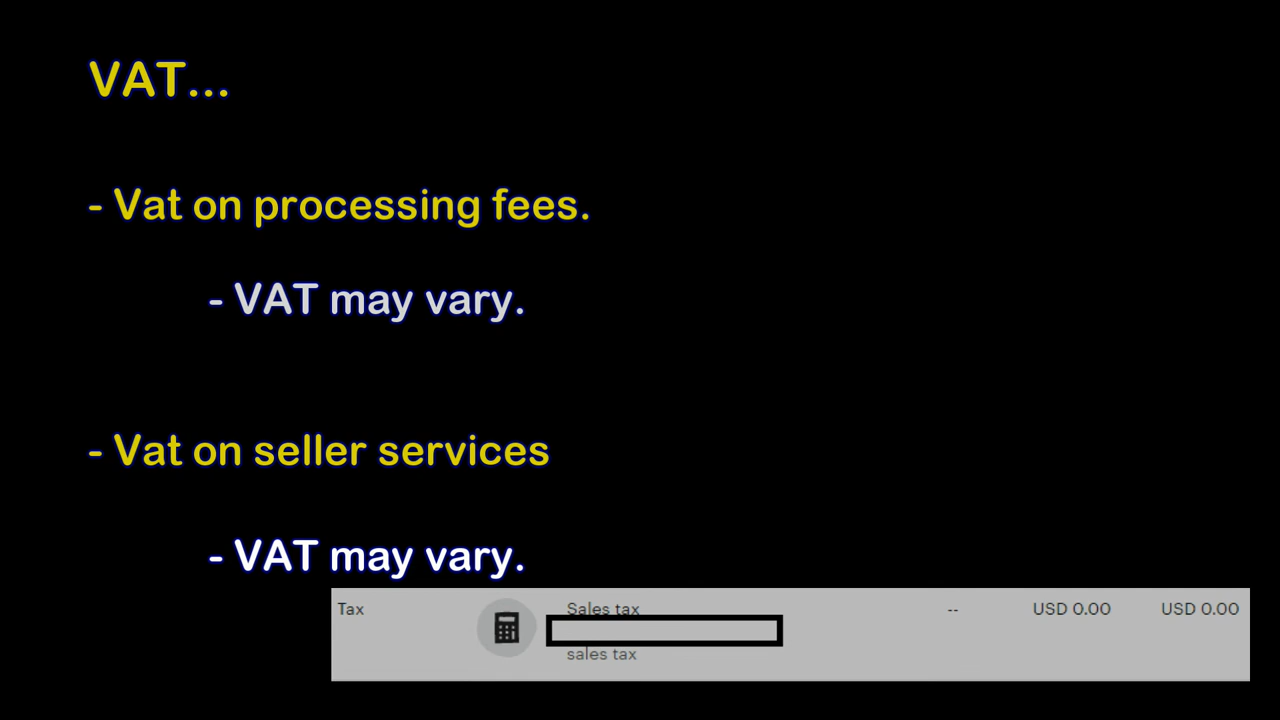 VAT...
- Vat on processing fees.
- VAT may vary.
- Vat on seller services
- VAT may vary.
Tax Sales tax -- USD 0.00 USD 0.00
sales tax